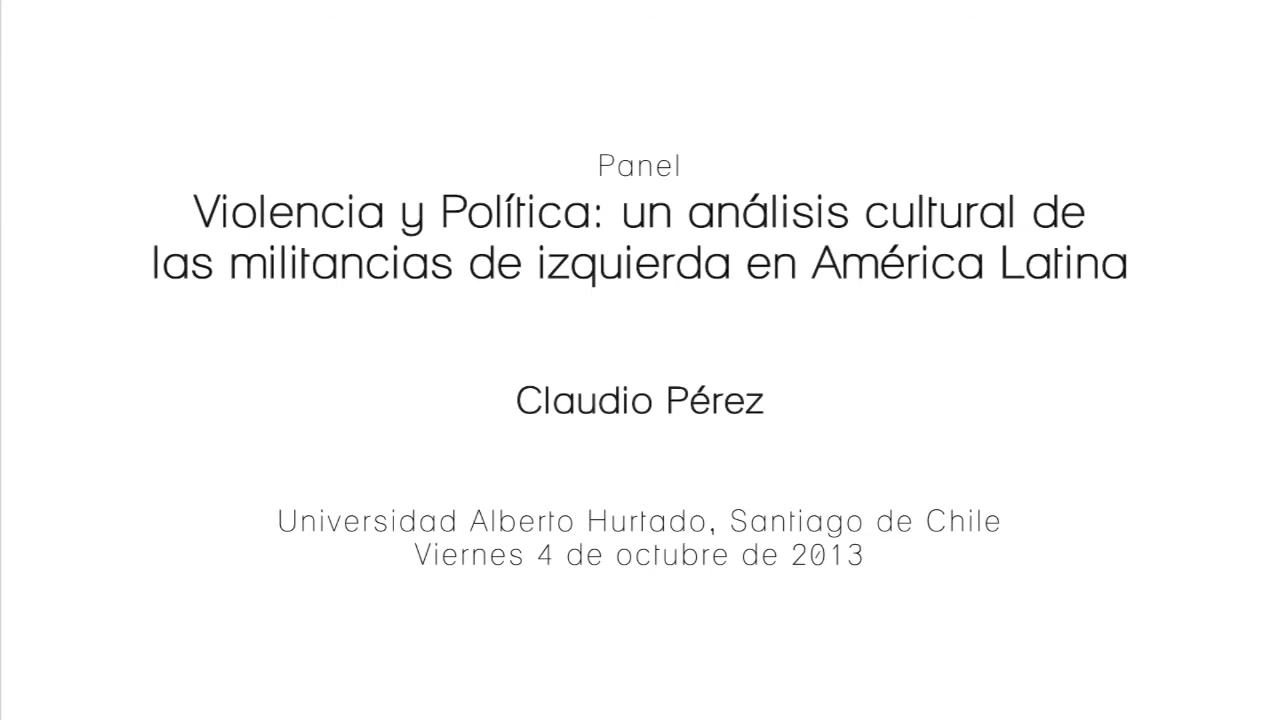 Panel
Violencia y Política: un análisis cultural de
las militancias de izquierda en América Latina
Claudio Pérez
Universidad Alberto Hurtado, Santiago de Chile
Viernes 4 de octubre de 2013